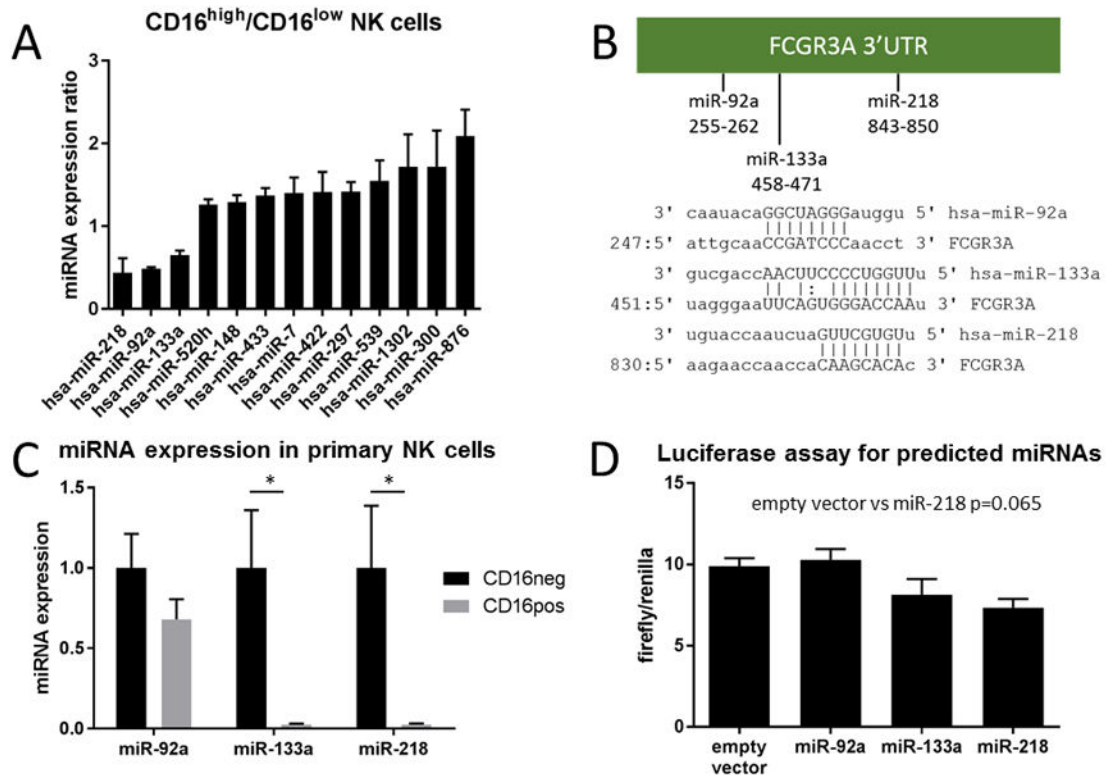 A
CD16high/CD16low NK cells
miRNA expression ratio
3
2
1
0
hsa-miR-218
hsa-miR-92a
hsa-miR-133a
hsa-miR-520h
hsa-miR-148
hsa-miR-433
hsa-miR-7
hsa-miR-422
hsa-miR-297
hsa-miR-539
hsa-miR-1302
hsa-miR-300
hsa-miR-876
B
FCGR3A 3'UTR
miR-92a
255-262
miR-218
843-850
miR-133a
458-471
3' caauacaGGCUAGGGauggu 5' hsa-miR-92a
||||||||
247:5' attgcaaCCGATCCCaacct 3' FCGR3A
3' gucgaccAACUUCCCCUGGUUu 5' hsa-miR-133a
|| |: ||||||||
451:5' uagggaaUUCAGUGGGACCAAu 3' FCGR3A
3' uguaccaaucuaGUUCGUGUu 5' hsa-miR-218
||||||||
830:5' aagaaccaaccaCAAGCACAc 3' FCGR3A
C
miRNA expression in primary NK cells
miRNA expression
1.5
1.0
0.5
0.0
*
*
CD16neg
CD16pos
miR-92a
miR-133a
miR-218
D
Luciferase assay for predicted miRNAs
empty vector vs miR-218 p=0.065
firefly/renilla
15
10
5
0
empty
vector
miR-92a
miR-133a
miR-218